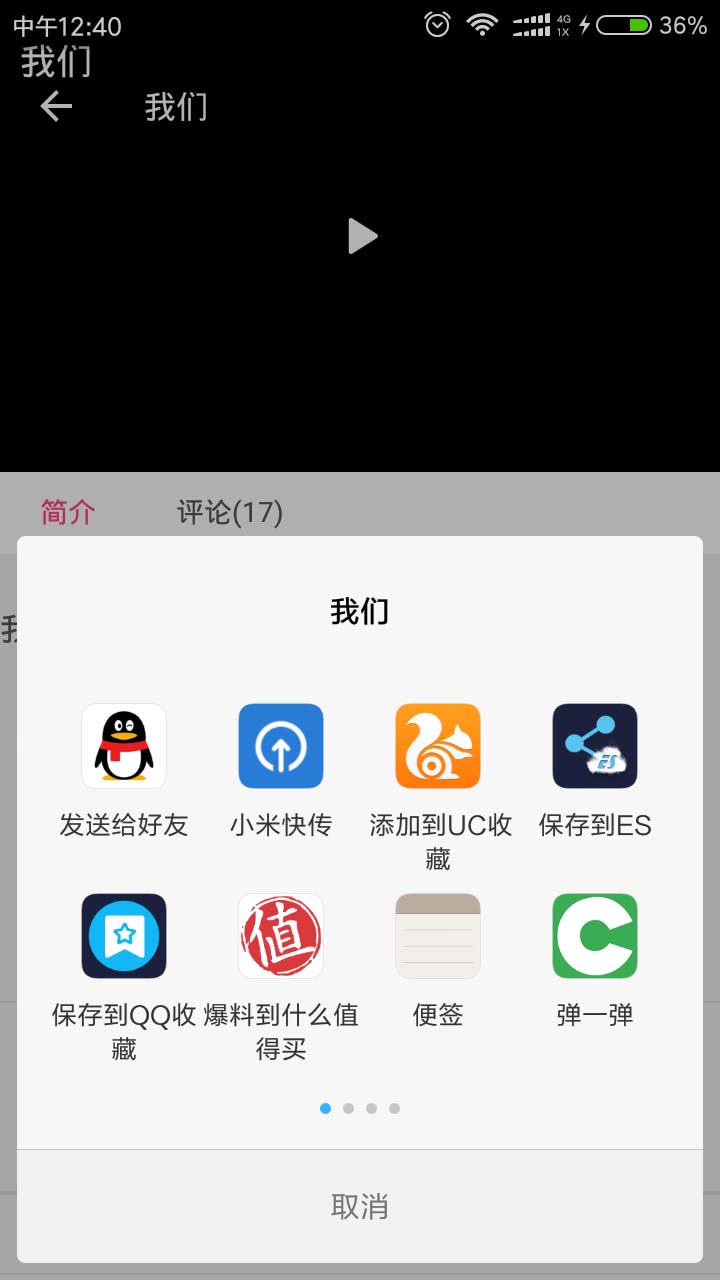 中午12:40
4G
1X
36%
我们
我们
简介
评论(17)
我们
发送给好友
小米快传
添加到UC收
藏
保存到ES
ES
值
保存到QQ收
藏
爆料到什么值
得买
便签
弹一弹
取消